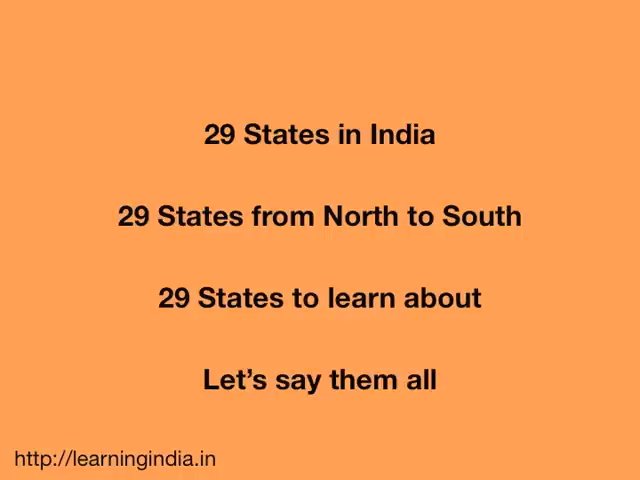 29 States in India
29 States from North to South
29 States to learn about
Let’s say them all
http://learningindia.in